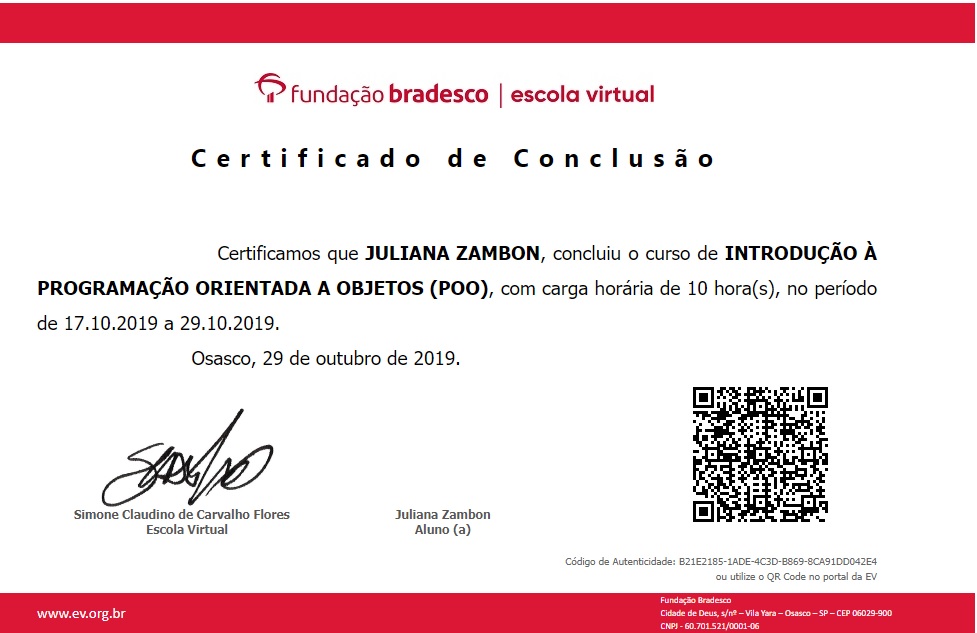 fundação bradesco | escola virtual
Certificado de Conclusão
Certificamos que JULIANA ZAMBON, concluiu o curso de INTRODUÇÃO À
PROGRAMAÇÃO ORIENTADA A OBJETOS (POO), com carga horária de 10 hora(s), no período
de 17.10.2019 a 29.10.2019.
Osasco, 29 de outubro de 2019.
Simone Claudino de Carvalho Flores
Escola Virtual
Juliana Zambon
Aluno (a)
Código de Autenticidade: B21E2185-1ADE-4C3D-B869-8CA91DD042E4
ou utilize o QR Code no portal da EV
www.ev.org.br
Fundação Bradesco
Cidade de Deus, s/nº – Vila Yara – Osasco – SP – CEP 06029-900
CNPJ - 60.701.521/0001-06